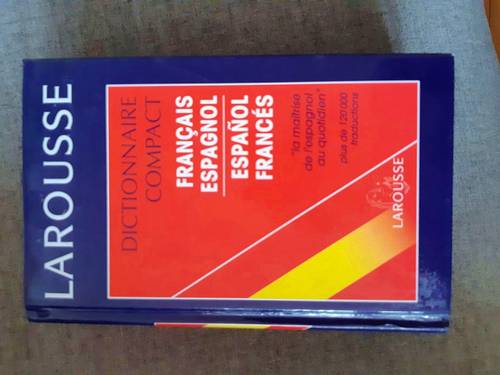 LAROUSSE
DICTIONNAIRE
COMPACT
FRANÇAIS
ESPAGNOL
ESPAÑOL
FRANCÉS
"la maîtrise
de l'espagnol
au quotidien"
plus de 120 000
traductions
LAROUSSE